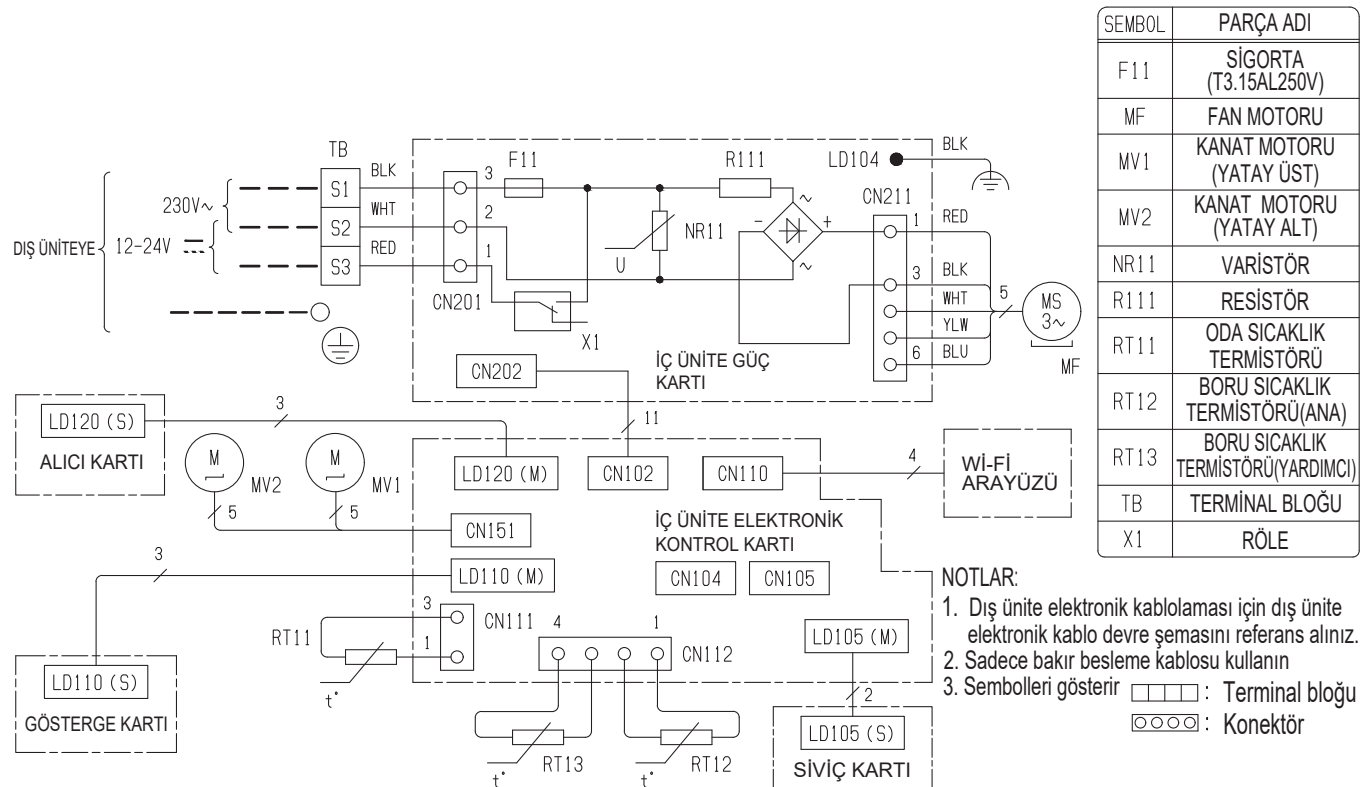 SEMBOL PARÇA ADI
F11 SİGORTA
(T3.15AL250V)
MF FAN MOTORU
MV1 KANAT MOTORU
(YATAY ÜST)
MV2 KANAT MOTORU
(YATAY ALT)
NR11 VARİSTÖR
R111 RESİSTÖR
RT11 ODA SICAKLIK
TERMİSTÖRÜ
RT12 BORU SICAKLIK
TERMİSTÖRÜ(ANA)
RT13 BORU SICAKLIK
TERMİSTÖRÜ(YARDIMCI)
TB TERMİNAL BLOĞU
X1 RÖLE
DIŞ ÜNİTEYE
230V~
12-24V
TB
S1
S2
S3
BLK
WHT
RED
3
2
1
CN201
F11
R111
LD104
BLK
NR11
U
X1
~
-
+
~
CN211
1
3
6
RED
BLK
WHT
YLW
BLU
5
MS
3~
MF
İÇ ÜNİTE GÜÇ
KARTI
CN202
11
LD120 (S)
ALICI KARTI
3
M
MV2
5
M
MV1
5
LD120 (M)
CN102
CN110
4
Wİ-Fİ
ARAYÜZÜ
CN151
İÇ ÜNİTE ELEKTRONİK
KONTROL KARTI
LD110 (M)
3
CN104
CN105
LD110 (S)
GÖSTERGE KARTI
RT11
t°
3
1
CN111
4
1
CN112
RT13
t°
RT12
t°
LD105 (M)
2
LD105 (S)
SİVİÇ KARTI
NOTLAR:
1. Dış ünite elektronik kablolaması için dış ünite
elektronik kablo devre şemasını referans alınız.
2. Sadece bakır besleme kablosu kullanın
3. Sembolleri gösterir : Terminal bloğu
: Konektör